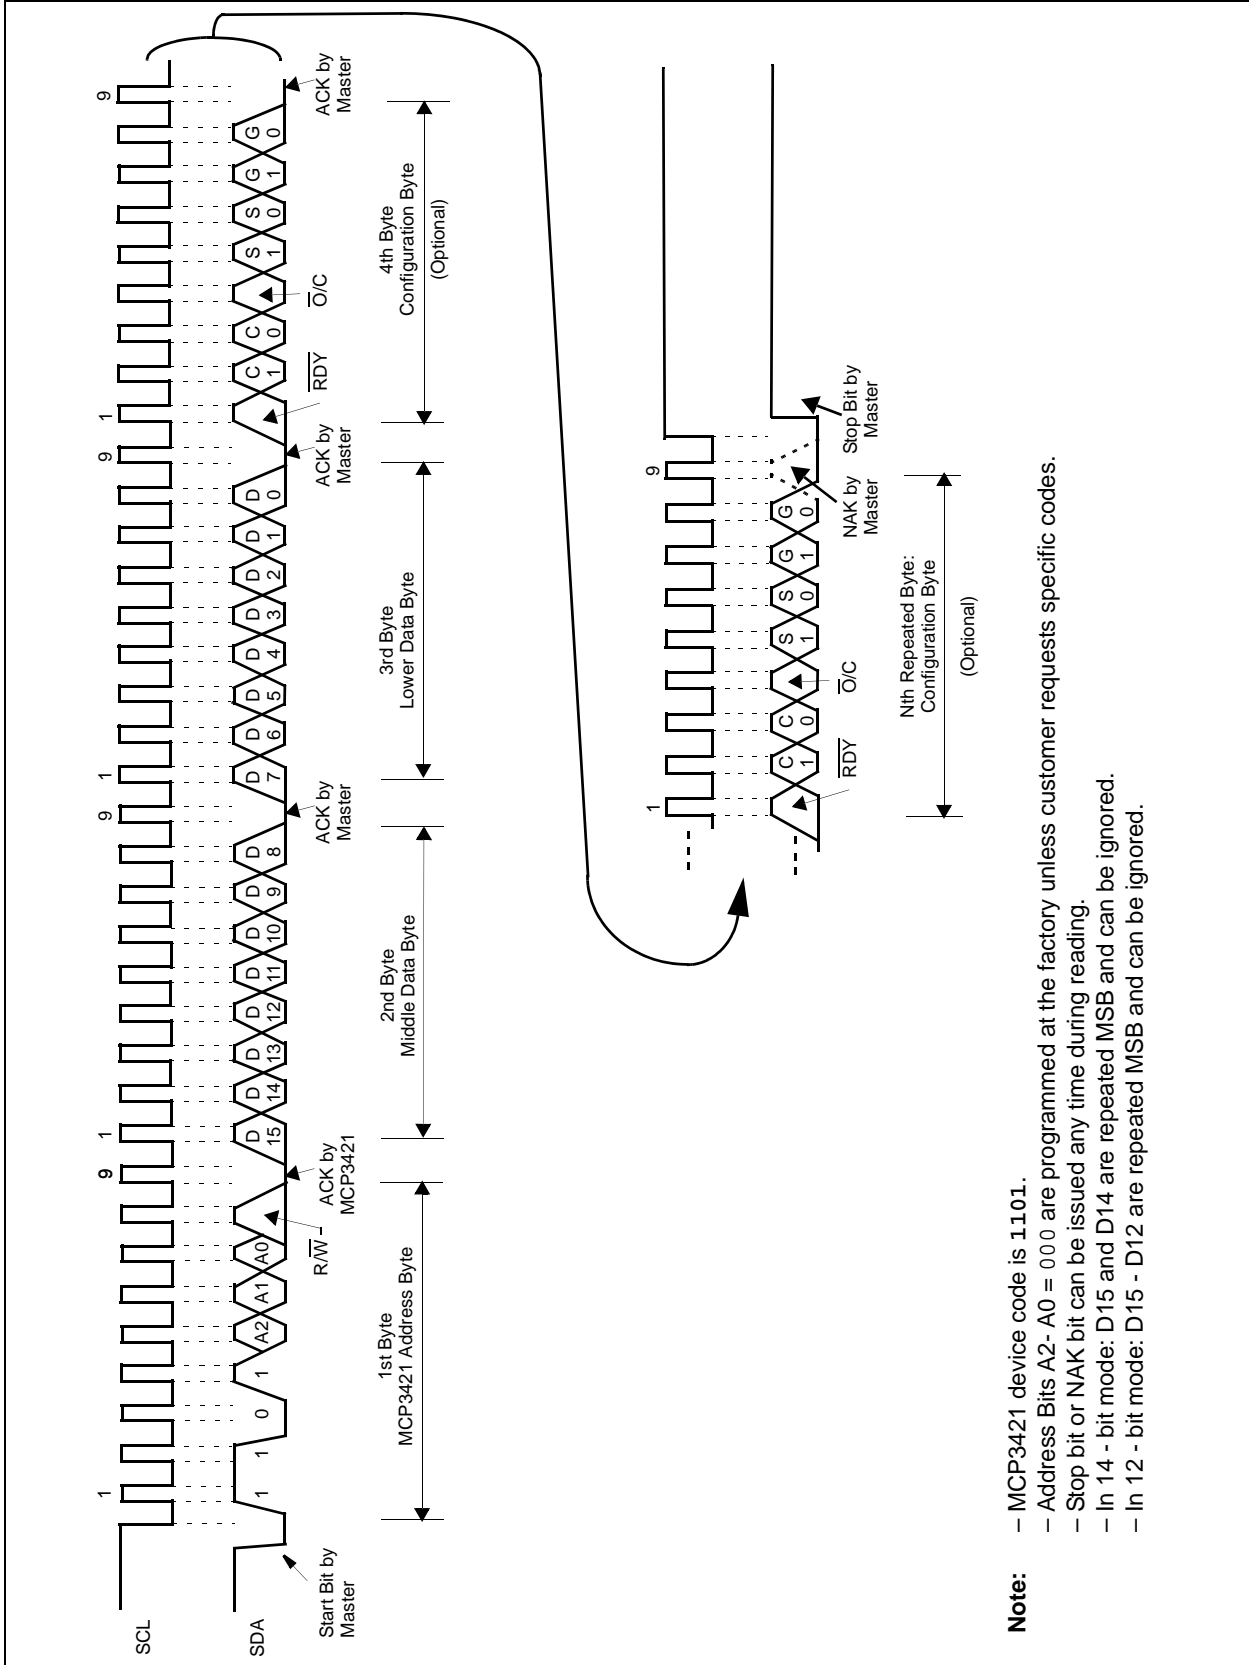 SCL
1
9
1
9
1
9
1
9
SDA
1
1
0
1
A2
A1
A0
D
15
D
14
D
13
D
12
D
11
D
10
D
9
D
8
D
7
D
6
D
5
D
4
D
3
D
2
D
1
D
0
C
1
C
0
S
1
S
0
G
1
G
0
Start Bit by
Master
R/W
ACK by
MCP3421
ACK by
Master
ACK by
Master
RDY
O/C
ACK by
Master
1st Byte
MCP3421 Address Byte
2nd Byte
Middle Data Byte
3rd Byte
Lower Data Byte
4th Byte
Configuration Byte
(Optional)
1
9
C
1
C
0
S
1
S
0
G
1
G
0
RDY
O/C
NAK by
Master
Stop Bit by
Master
Nth Repeated Byte:
Configuration Byte
(Optional)
Note: – MCP3421 device code is 1101.
– Address Bits A2- A0 = 000 are programmed at the factory unless customer requests specific codes.
– Stop bit or NAK bit can be issued any time during reading.
– In 14 - bit mode: D15 and D14 are repeated MSB and can be ignored.
– In 12 - bit mode: D15 - D12 are repeated MSB and can be ignored.